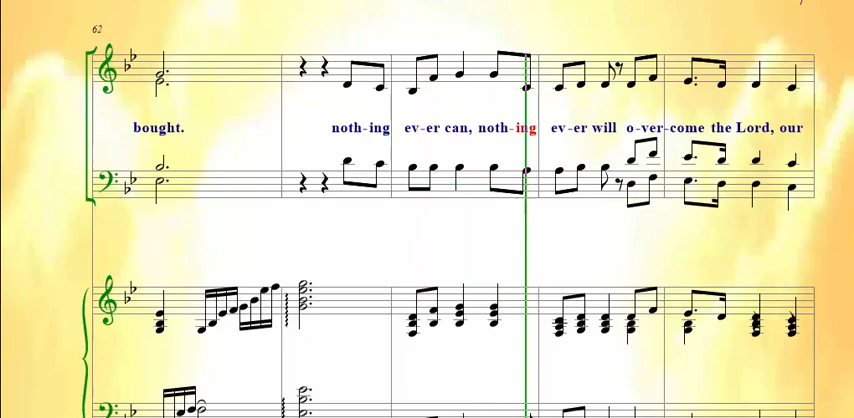 62
bought. noth-ing ev-er can, noth-ing ev-er will o-ver-come the Lord, our